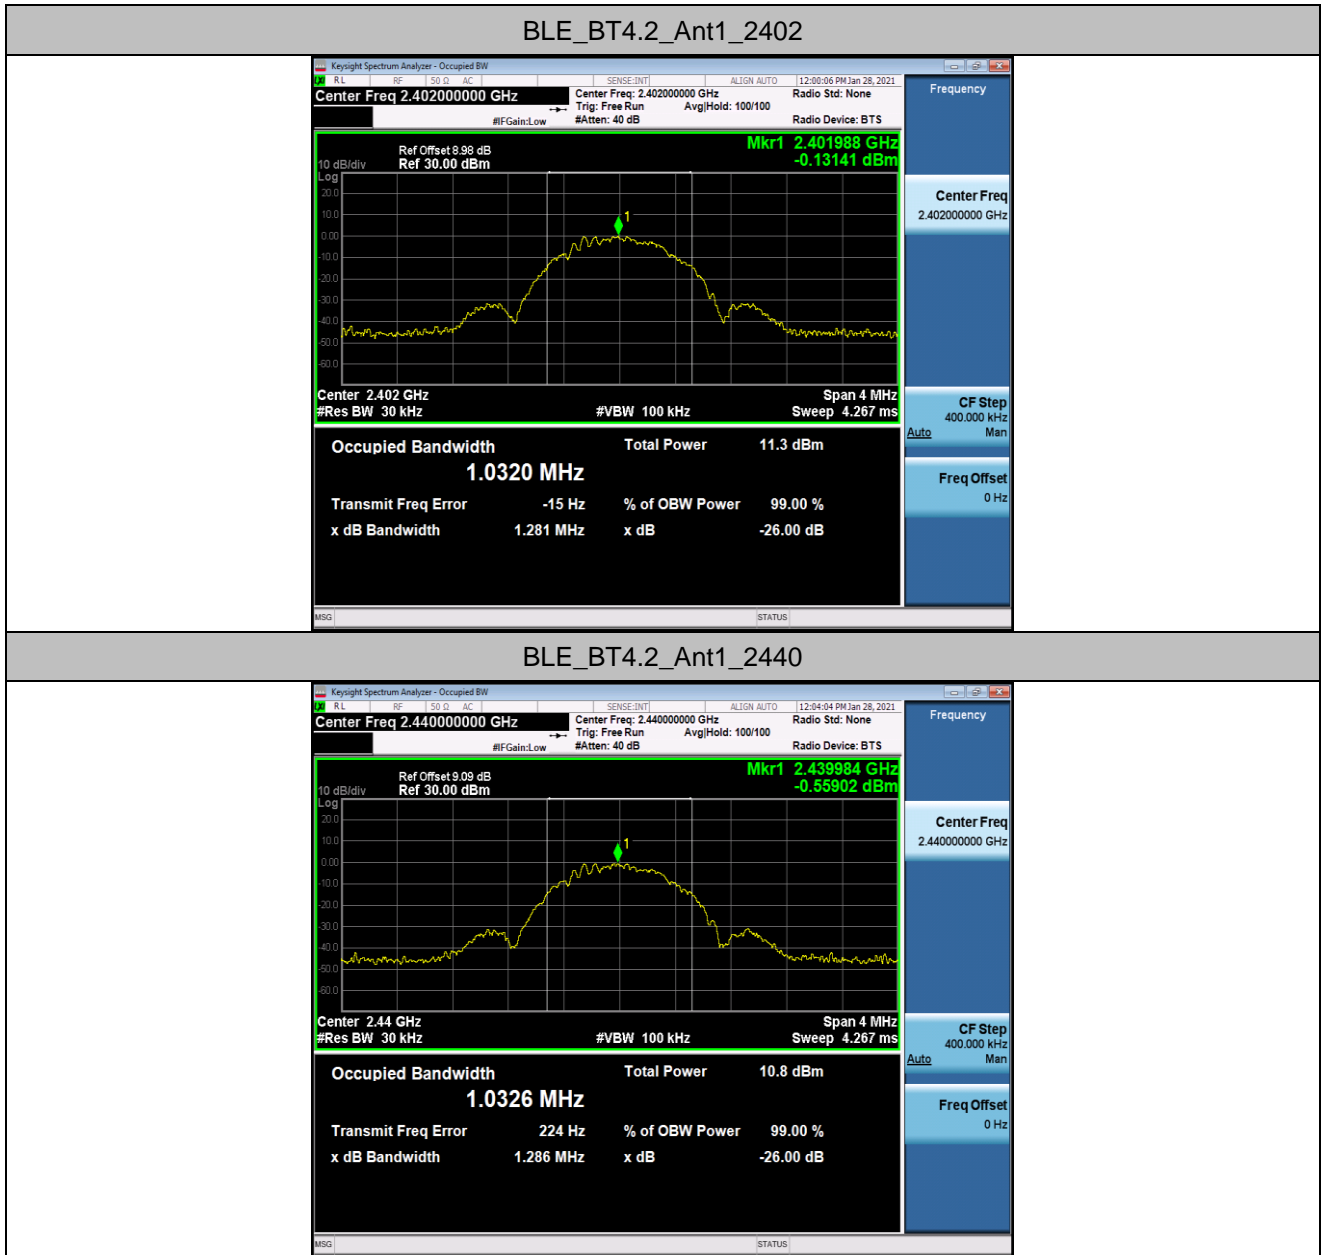 BLE_BT4.2_Ant1_2402
Keysight Spectrum Analyzer - Occupied BW
RL RF 50 Ω AC SENSE:INT ALIGN AUTO 12:00:06 PM Jan 28, 2021
Center Freq 2.402000000 GHz Center Freq: 2.402000000 GHz Radio Std: None
Trig: Free Run Avg|Hold: 100/100
#IFGain:Low #Atten: 40 dB Radio Device: BTS
Frequency
Mkr1 2.401988 GHz
-0.13141 dBm
Ref Offset 8.98 dB
10 dB/div Ref 30.00 dBm
Log
20.0
10.0
0.00
-10.0
-20.0
-30.0
-40.0
-50.0
-60.0
1
Center Freq
2.402000000 GHz
Center 2.402 GHz Span 4 MHz
#Res BW 30 kHz #VBW 100 kHz Sweep 4.267 ms
CF Step
400.000 kHz
Auto Man
Occupied Bandwidth Total Power 11.3 dBm
1.0320 MHz
Transmit Freq Error -15 Hz % of OBW Power 99.00 %
x dB Bandwidth 1.281 MHz x dB -26.00 dB
Freq Offset
0 Hz
MSG STATUS
BLE_BT4.2_Ant1_2440
Keysight Spectrum Analyzer - Occupied BW
RL RF 50 Ω AC SENSE:INT ALIGN AUTO 12:04:04 PM Jan 28, 2021
Center Freq 2.440000000 GHz Center Freq: 2.440000000 GHz Radio Std: None
Trig: Free Run Avg|Hold: 100/100
#IFGain:Low #Atten: 40 dB Radio Device: BTS
Frequency
Mkr1 2.439984 GHz
-0.55902 dBm
Ref Offset 9.09 dB
10 dB/div Ref 30.00 dBm
Log
20.0
10.0
0.00
-10.0
-20.0
-30.0
-40.0
-50.0
-60.0
1
Center Freq
2.440000000 GHz
Center 2.44 GHz Span 4 MHz
#Res BW 30 kHz #VBW 100 kHz Sweep 4.267 ms
CF Step
400.000 kHz
Auto Man
Occupied Bandwidth Total Power 10.8 dBm
1.0326 MHz
Transmit Freq Error 224 Hz % of OBW Power 99.00 %
x dB Bandwidth 1.286 MHz x dB -26.00 dB
Freq Offset
0 Hz
MSG STATUS